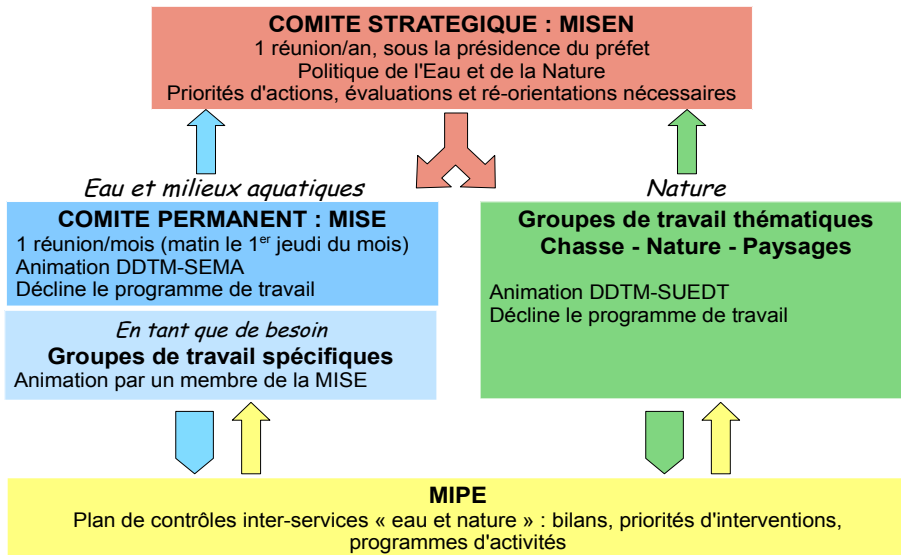 COMITE STRATEGIQUE : MISEN
1 réunion/an, sous la présidence du préfet
Politique de l'Eau et de la Nature
Priorités d'actions, évaluations et ré-orientations nécessaires
Eau et milieux aquatiques
COMITE PERMANENT : MISE
1 réunion/mois (matin le 1er jeudi du mois)
Animation DDTM-SEMA
Décline le programme de travail
En tant que de besoin
Groupes de travail spécifiques
Animation par un membre de la MISE
Nature
Groupes de travail thématiques
Chasse - Nature - Paysages
Animation DDTM-SUEDT
Décline le programme de travail
MIPE
Plan de contrôles inter-services « eau et nature » : bilans, priorités d'interventions,
programmes d'activités